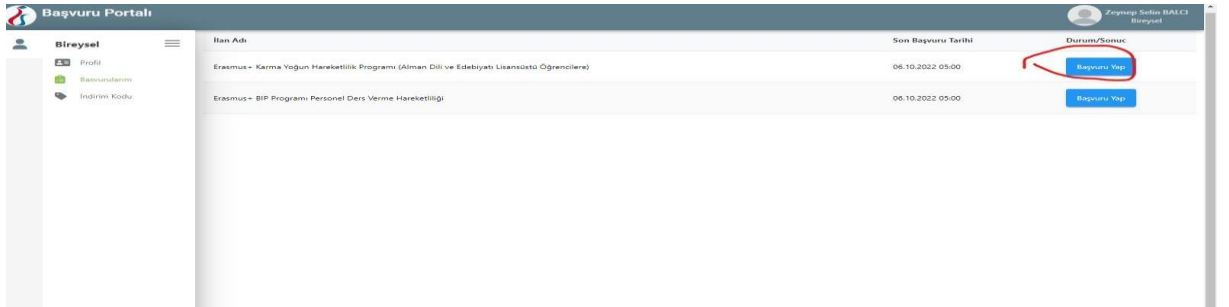 Başvuru Portalı
Zeynep Selin BALCI
Bireysel
Bireysel
İlan Adı
Son Başvuru Tarihi
Durum/Sonuc
Profil
Erasmus+ Karma Yoğun Hareketlilik Programı (Alman Dili ve Edebiyatı Lisansüstü Öğrencilere)
06.10.2022 05:00
Başvuru Yap
Basvurularım
İndirim Kodu
Erasmus+ BIP Programı Personel Ders Verme Hareketliliği
06.10.2022 05:00
Başvuru Yap